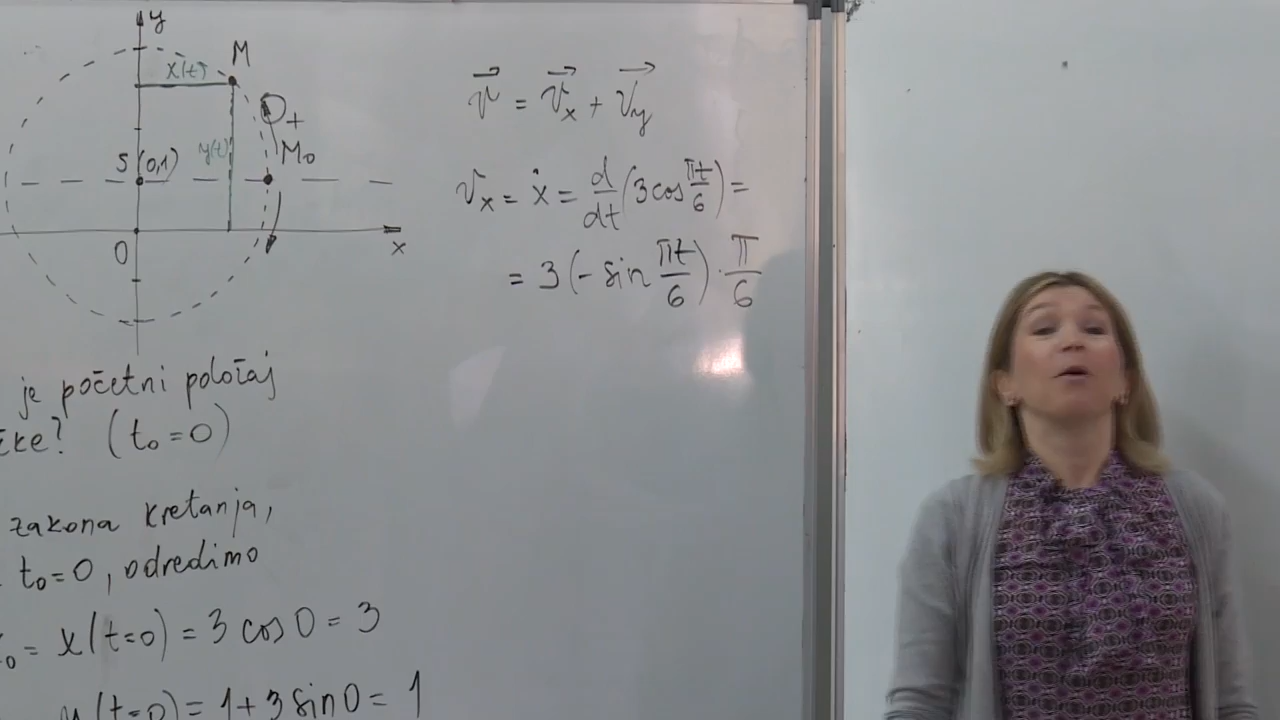 y
M
x(t)
+
S (0,1)
y(t)
M₀
O
x
je početni položaj
(t₀ = 0)
zakona kretanja,
t₀ = 0, odredimo
₀ = x(t=0) = 3 cos 0 = 3
y(t=0) = 1 + 3 sin 0 = 1
v⃗ = v⃗ₓ + v⃗_y
vₓ = ẋ = d/dt (3 cos πt/6) =
= 3 (- sin πt/6) · π/6